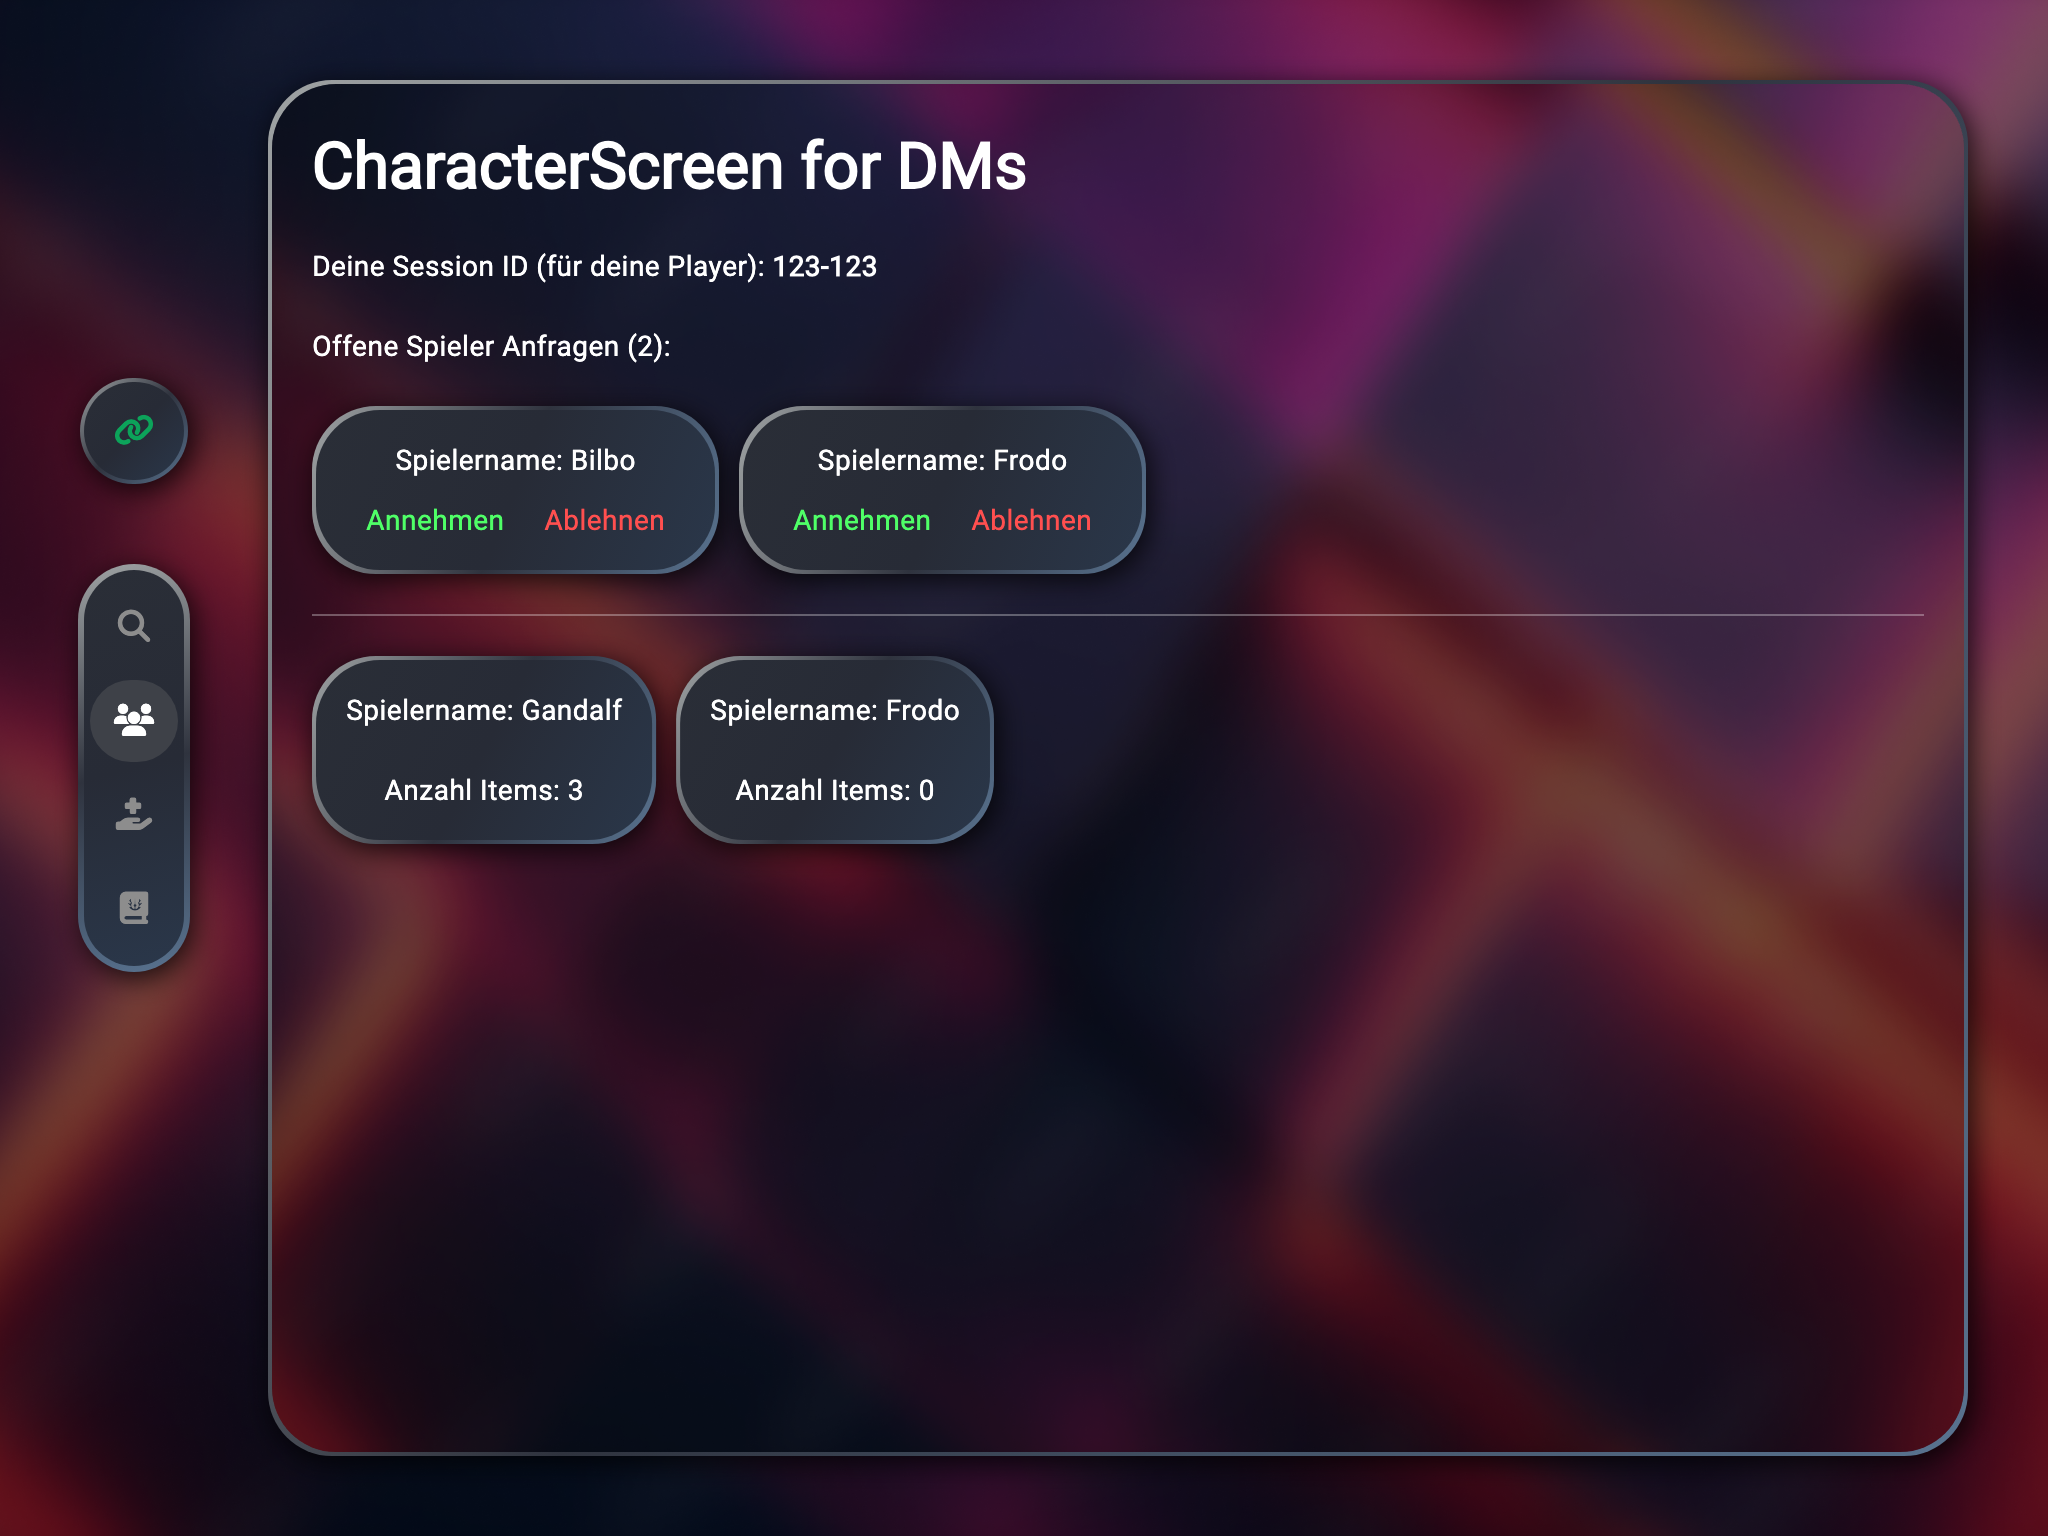 CharacterScreen for DMs
Deine Session ID (für deine Player): 123-123
Offene Spieler Anfragen (2):
Spielername: Bilbo
Annehmen Ablehnen
Spielername: Frodo
Annehmen Ablehnen
Spielername: Gandalf
Anzahl Items: 3
Spielername: Frodo
Anzahl Items: 0